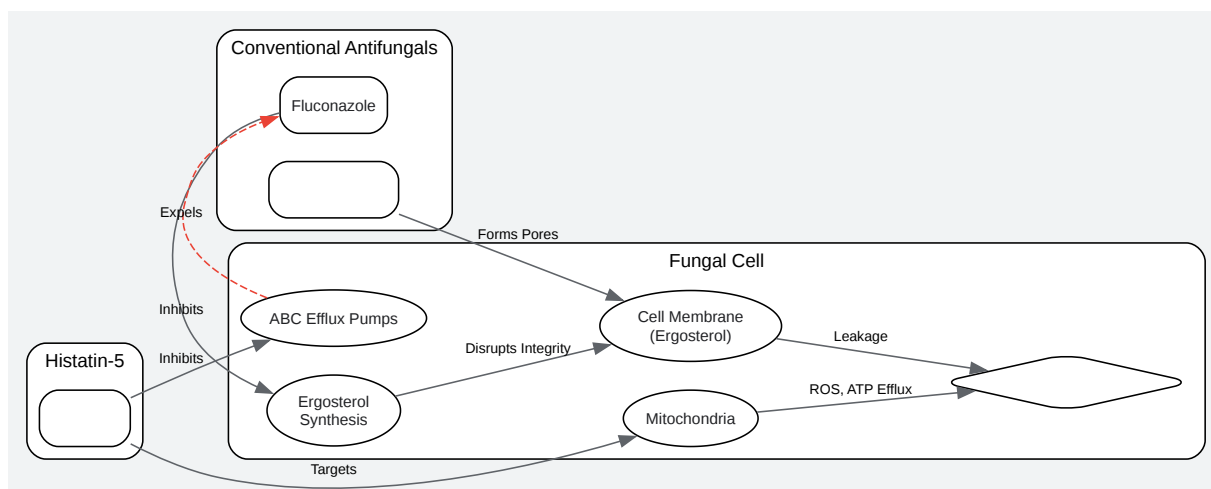 Conventional Antifungals
Fluconazole
Expels
Forms Pores
Fungal Cell
Inhibits
ABC Efflux Pumps
Cell Membrane
(Ergosterol)
Leakage
Histatin-5
Inhibits
Disrupts Integrity
Ergosterol
Synthesis
Mitochondria
ROS, ATP Efflux
Targets